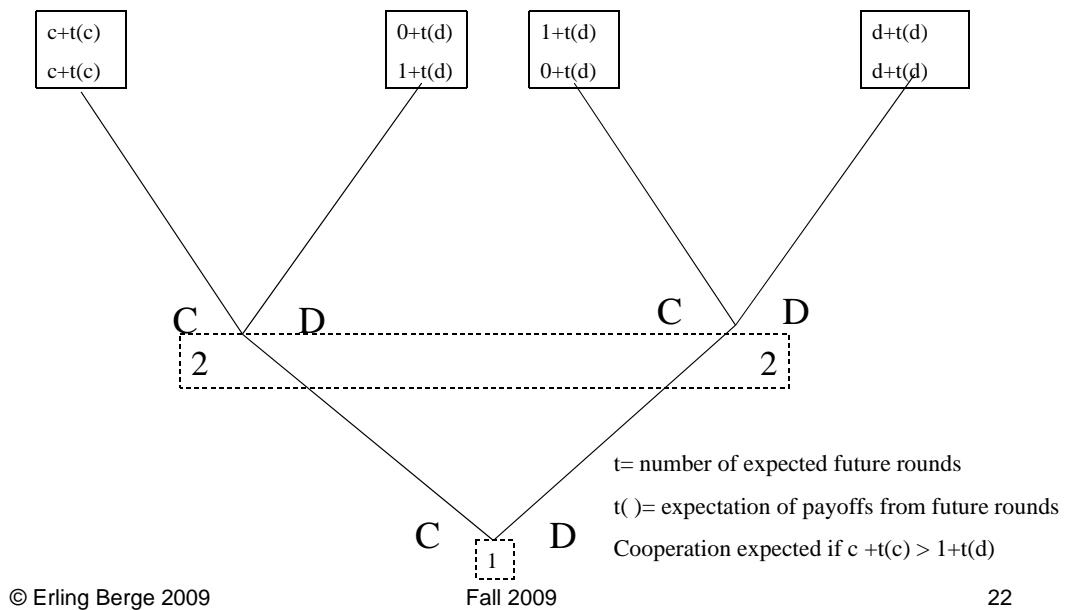 c+t(c)
c+t(c)
0+t(d)
1+t(d)
1+t(d)
0+t(d)
d+t(d)
d+t(d)
C
D
C
D
2
2
t= number of expected future rounds
t( )= expectation of payoffs from future rounds
C
D
Cooperation expected if c +t(c) > 1+t(d)
1
© Erling Berge 2009
Fall 2009
22